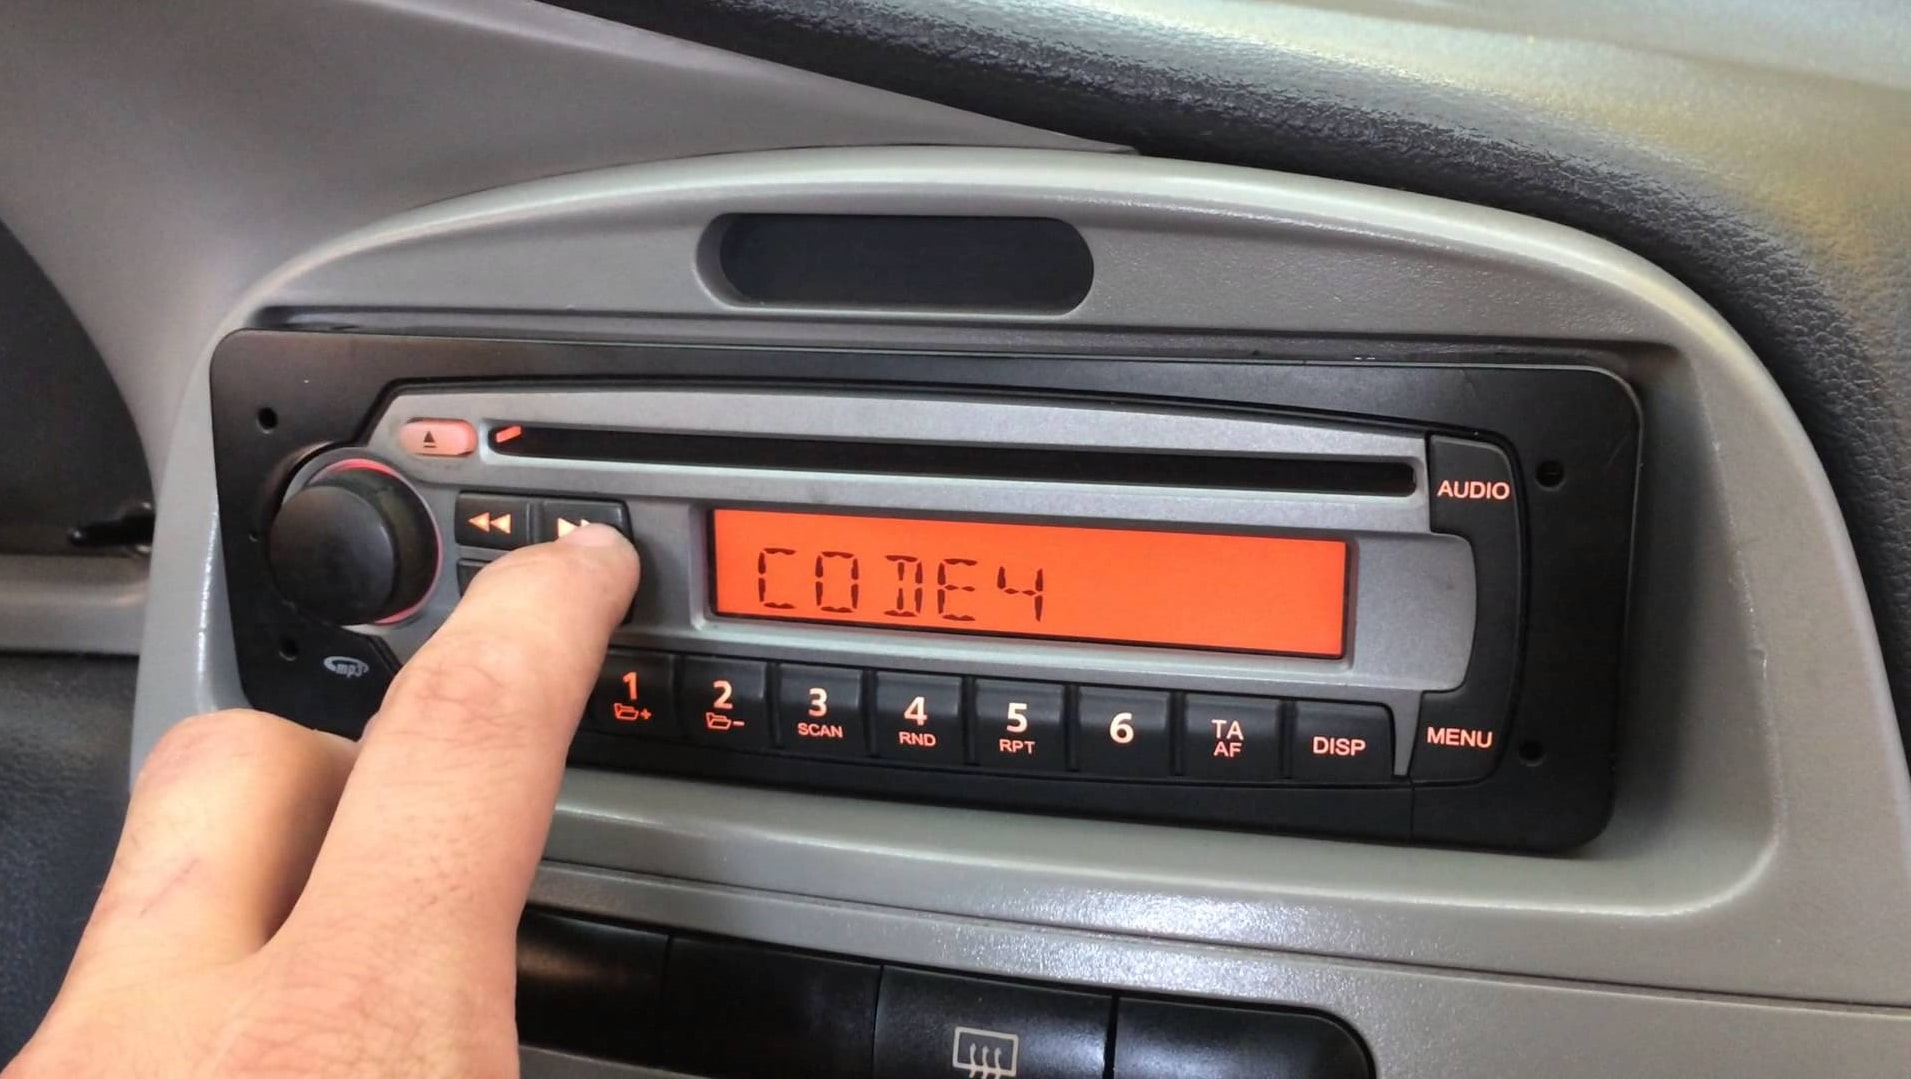 AUDIO
CODE4
mp3
1
2
3
SCAN
4
RND
5
RPT
6
TA
AF
DISP
MENU